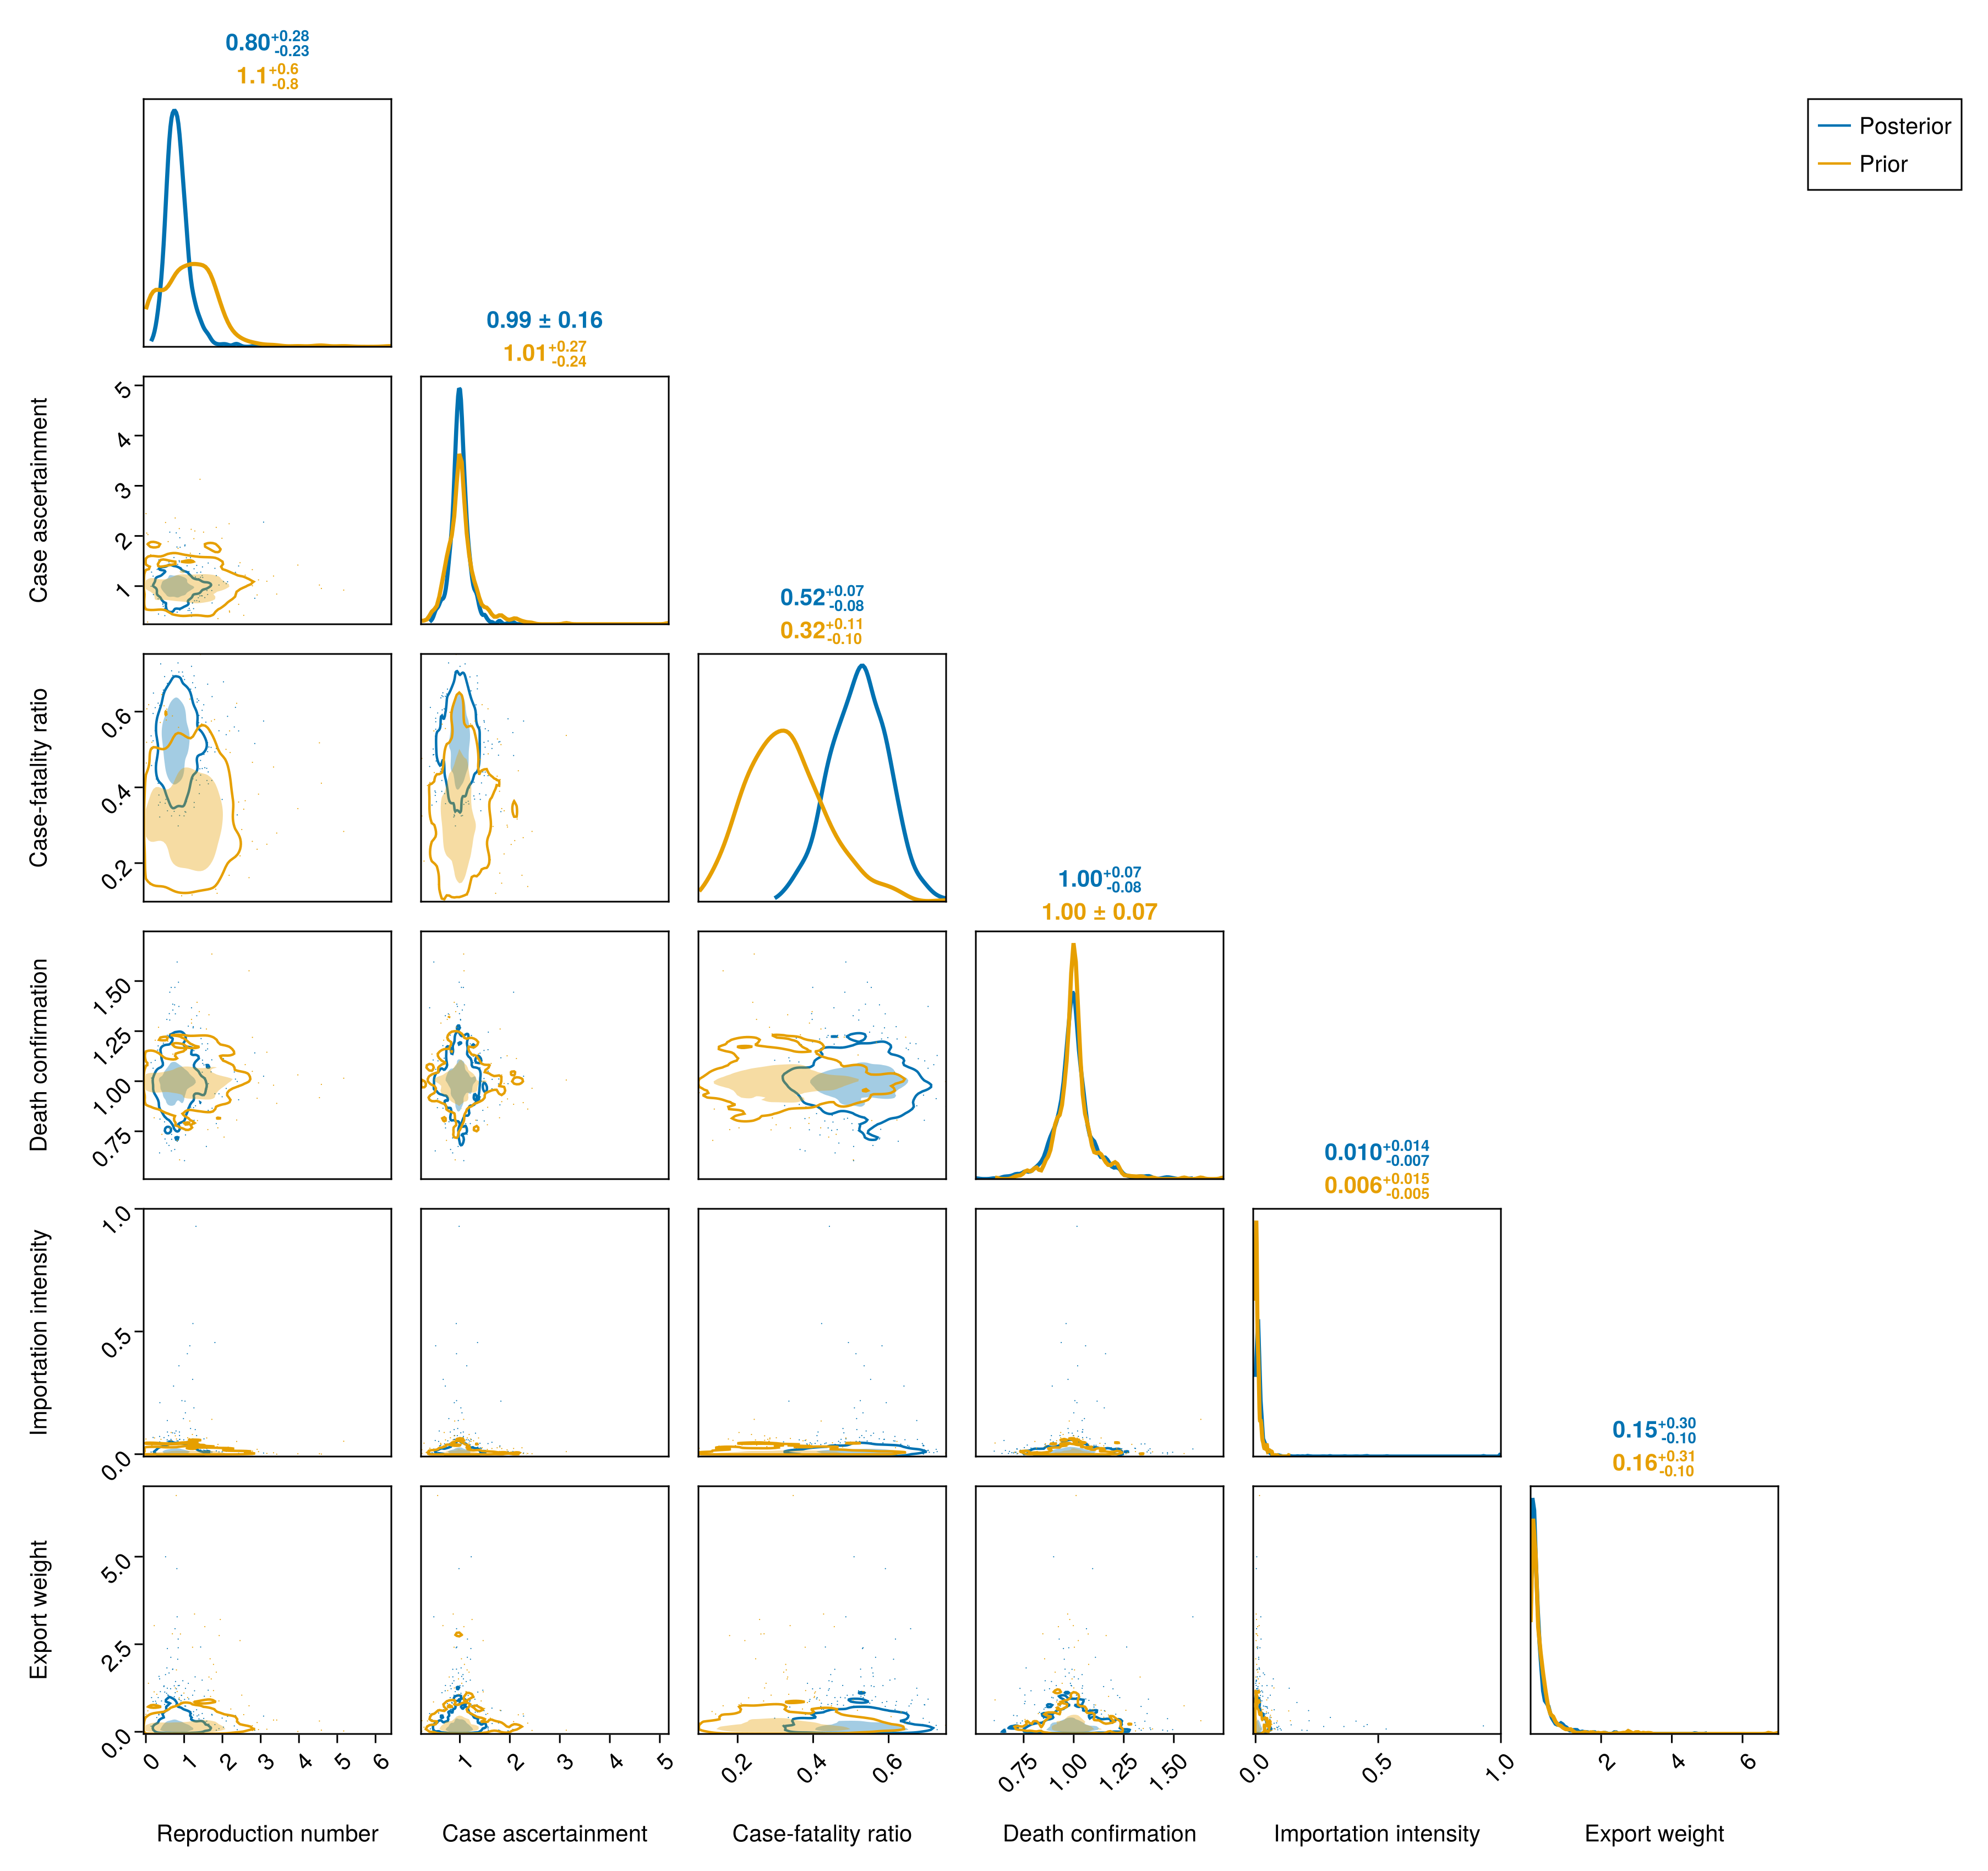 0.80+0.28-0.23
1.1+0.6-0.8
Posterior
Prior
0.99 ± 0.16
1.01+0.27-0.24
Case ascertainment
5
4
3
2
1
0.52+0.07-0.08
0.32+0.11-0.10
Case-fatality ratio
0.6
0.4
0.2
1.00+0.07-0.08
1.00 ± 0.07
Death confirmation
1.50
1.25
1.00
0.75
0.010+0.014-0.007
0.006+0.015-0.005
Importation intensity
1.0
0.5
0.0
0.15+0.30-0.10
0.16+0.31-0.10
Export weight
5.0
2.5
0.0
0 1 2 3 4 5 6
1 2 3 4 5
0.2 0.4 0.6
0.75 1.00 1.25 1.50
0.0 0.5 1.0
2 4 6
Reproduction number
Case ascertainment
Case-fatality ratio
Death confirmation
Importation intensity
Export weight